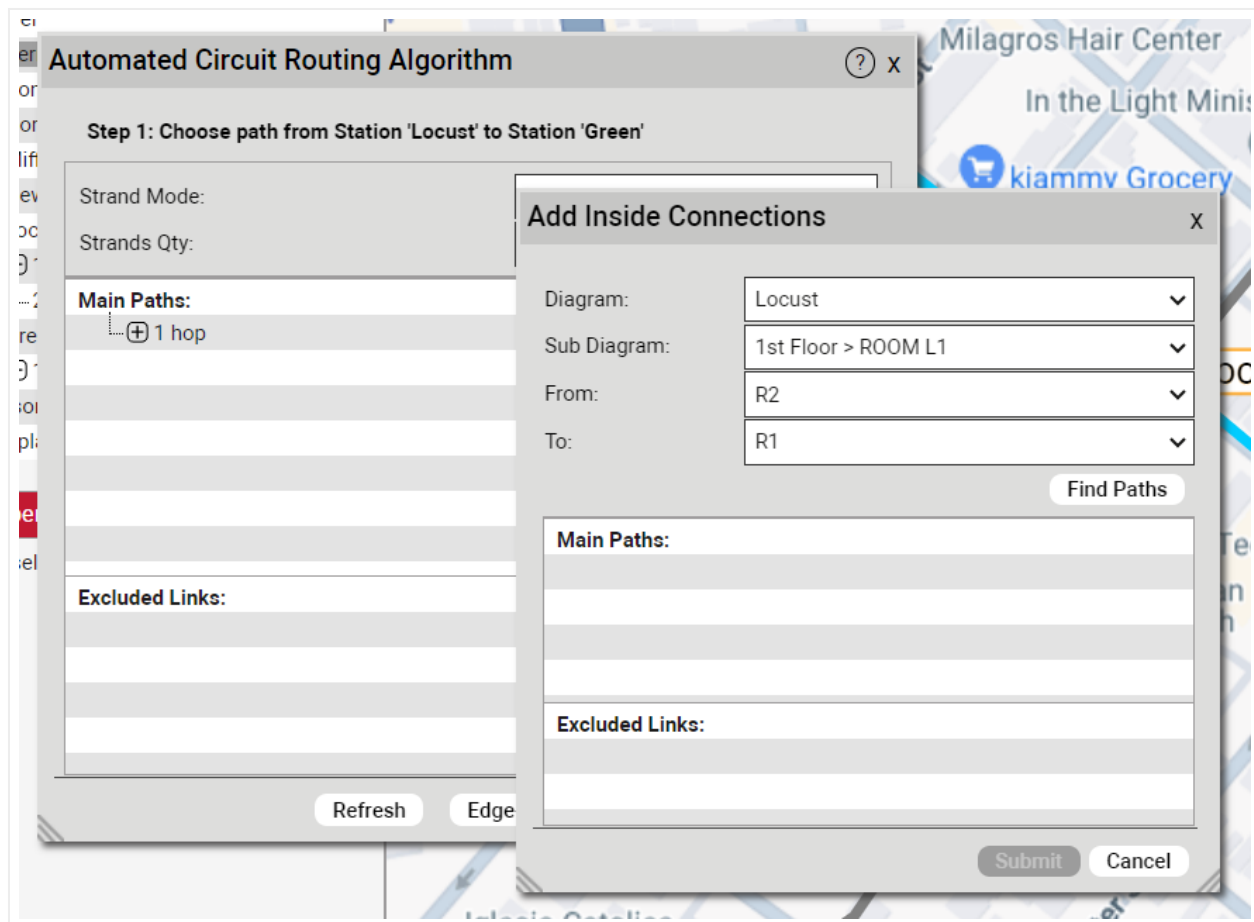 Automated Circuit Routing Algorithm
? x
Step 1: Choose path from Station 'Locust' to Station 'Green'
Strand Mode:
Strands Qty:
Main Paths:
1 hop
Excluded Links:
Refresh
Edge
Add Inside Connections
x
Diagram:
Locust
Sub Diagram:
1st Floor > ROOM L1
From:
R2
To:
R1
Find Paths
Main Paths:
Excluded Links:
Submit
Cancel
Milagros Hair Center
In the Light Minis
kiammy Grocery
Iglesia Catolica